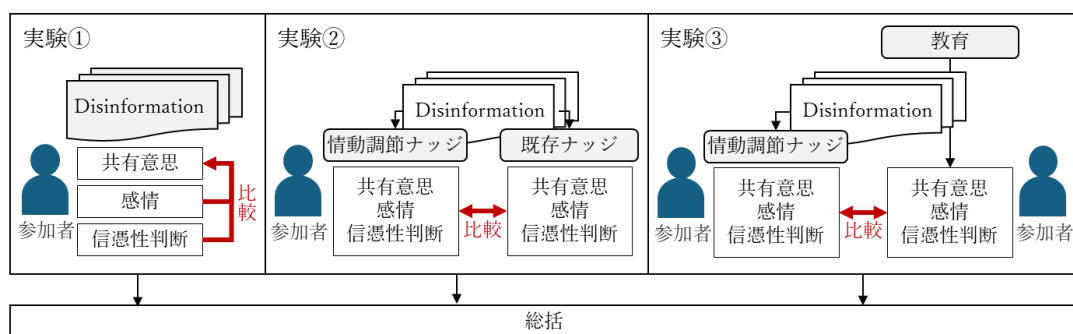 実験①
Disinformation
共有意思
感情
信憑性判断
比較
参加者
実験②
Disinformation
情動調節ナッジ
既存ナッジ
共有意思
感情
信憑性判断
比較
共有意思
感情
信憑性判断
参加者
実験③
教育
Disinformation
情動調節ナッジ
共有意思
感情
信憑性判断
比較
共有意思
感情
信憑性判断
参加者
参加者
総括